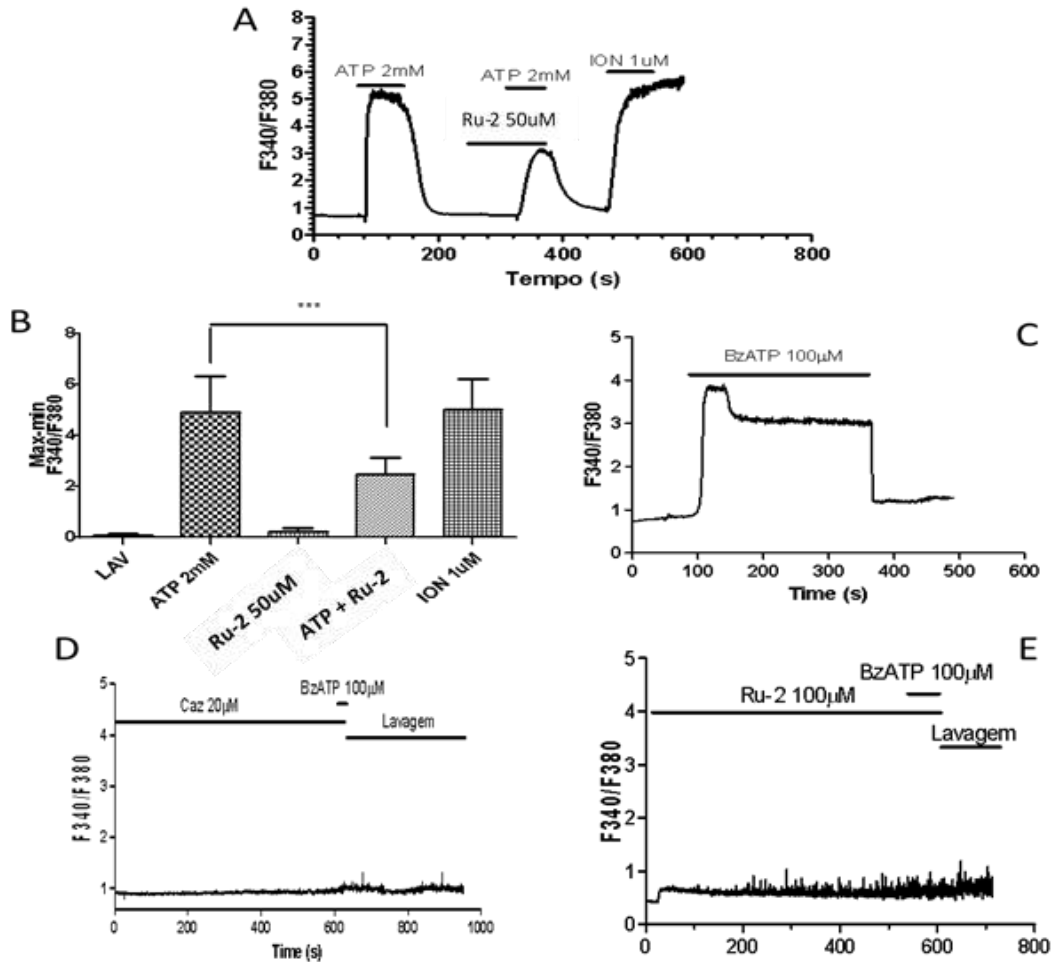 A
F340/F380
8
7
6
5
4
3
2
1
0
ATP 2mM
ATP 2mM
ION 1uM
Ru-2 50uM
0
200
400
600
800
Tempo (s)
B
***
Max-min
F340/F380
8
6
4
2
0
LAV
ATP 2mM
Ru-2 50uM
ATP + Ru-2
ION 1uM
C
BzATP 100µM
F340/F380
5
4
3
2
1
0
0
100
200
300
400
500
600
Time (s)
D
BzATP 100µM
Caz 20µM
Lavagem
F340/F380
5
4
3
2
1
0
200
400
600
800
1000
Time (s)
E
BzATP 100µM
Ru-2 100µM
Lavagem
F340/F380
5
4
3
2
1
0
0
200
400
600
800